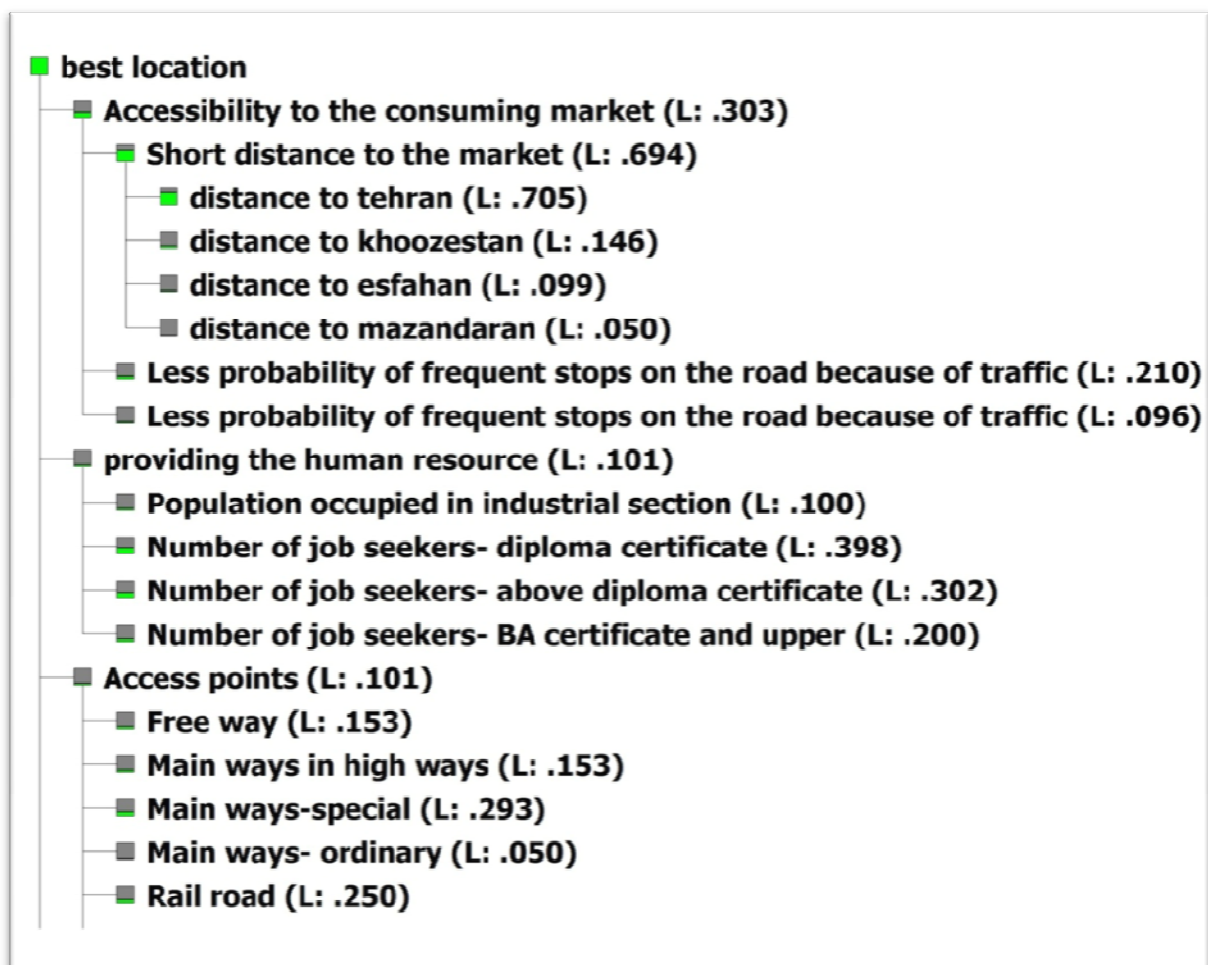 best location
Accessibility to the consuming market (L: .303)
Short distance to the market (L: .694)
distance to tehran (L: .705)
distance to khoozestan (L: .146)
distance to esfahan (L: .099)
distance to mazandaran (L: .050)
Less probability of frequent stops on the road because of traffic (L: .210)
Less probability of frequent stops on the road because of traffic (L: .096)
providing the human resource (L: .101)
Population occupied in industrial section (L: .100)
Number of job seekers- diploma certificate (L: .398)
Number of job seekers- above diploma certificate (L: .302)
Number of job seekers- BA certificate and upper (L: .200)
Access points (L: .101)
Free way (L: .153)
Main ways in high ways (L: .153)
Main ways-special (L: .293)
Main ways- ordinary (L: .050)
Rail road (L: .250)